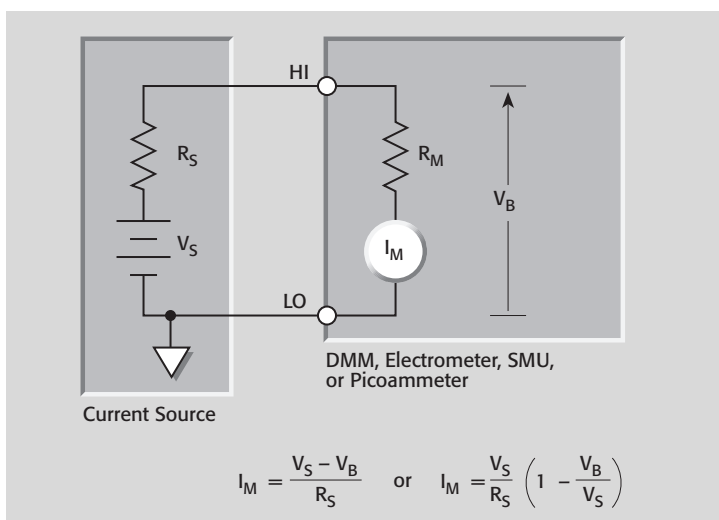 HI
R_S
R_M
V_B
V_S
I_M
LO
DMM, Electrometer, SMU,
or Picoammeter
Current Source
I_M = (V_S – V_B) / R_S or I_M = V_S / R_S (1 – V_B / V_S)